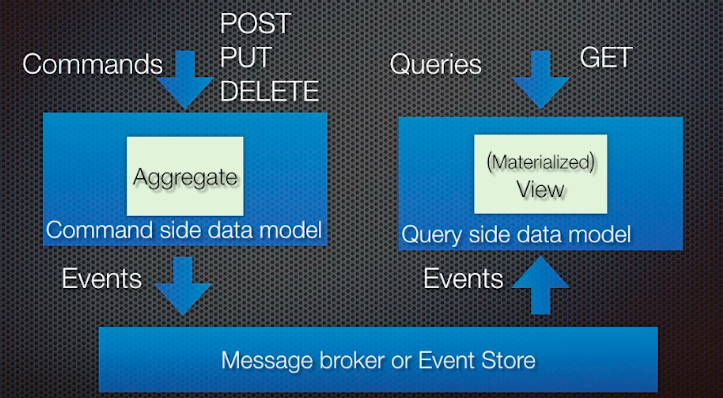 Commands
POST
PUT
DELETE
Aggregate
Command side data model
Events
Queries
GET
(Materialized)
View
Query side data model
Events
Message broker or Event Store